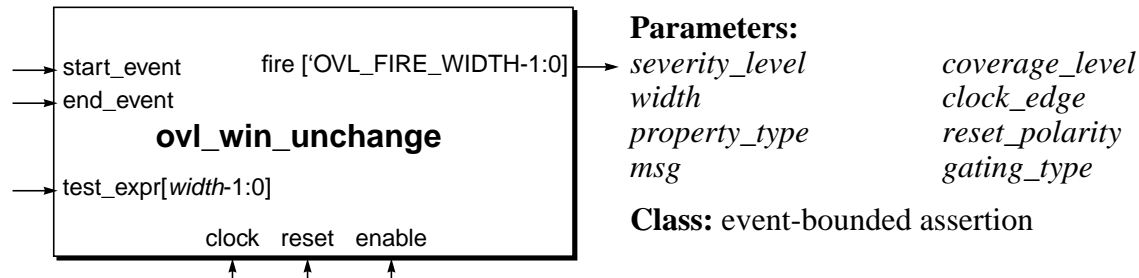 start_event fire [‘OVL_FIRE_WIDTH-1:0]
end_event
ovl_win_unchange
test_expr[width-1:0]
clock reset enable
Parameters:
severity_level coverage_level
width clock_edge
property_type reset_polarity
msg gating_type
Class: event-bounded assertion